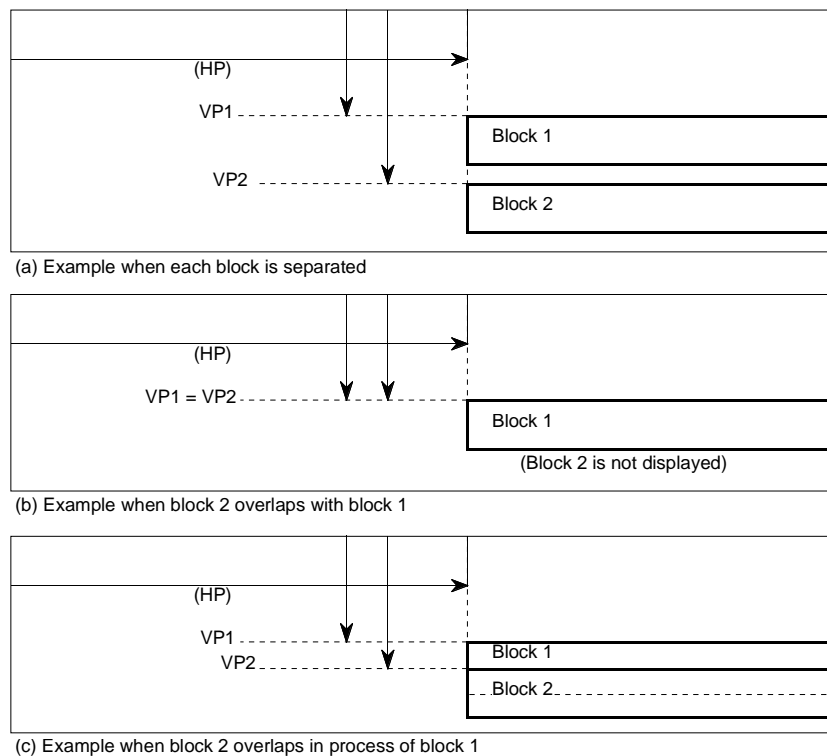 (HP)
VP1
Block 1
VP2
Block 2
(a) Example when each block is separated
(HP)
VP1 = VP2
Block 1
(Block 2 is not displayed)
(b) Example when block 2 overlaps with block 1
(HP)
VP1
Block 1
VP2
Block 2
(c) Example when block 2 overlaps in process of block 1